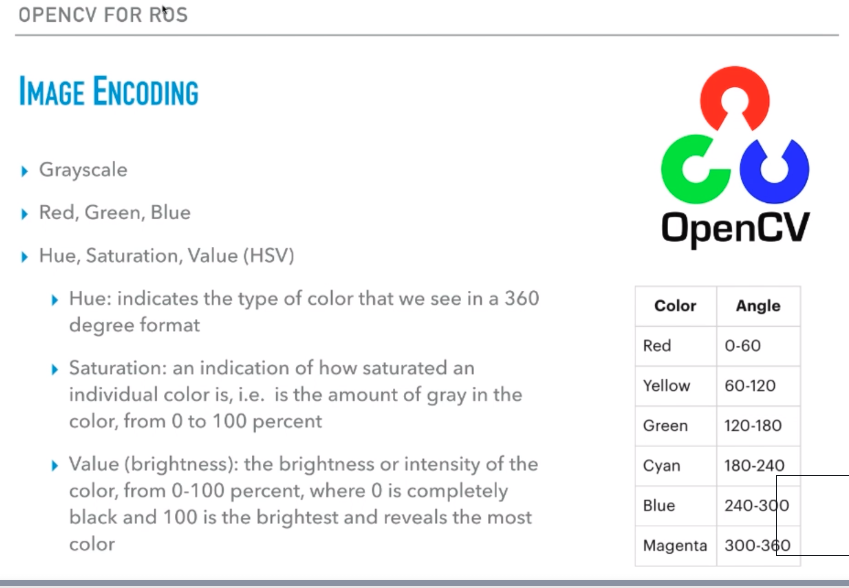 OPENCV FOR ROS
IMAGE ENCODING
Grayscale
Red, Green, Blue
Hue, Saturation, Value (HSV)
Hue: indicates the type of color that we see in a 360
degree format
Saturation: an indication of how saturated an
individual color is, i.e. is the amount of gray in the
color, from 0 to 100 percent
Value (brightness): the brightness or intensity of the
color, from 0-100 percent, where 0 is completely
black and 100 is the brightest and reveals the most
color
OpenCV
Color Angle
Red 0-60
Yellow 60-120
Green 120-180
Cyan 180-240
Blue 240-300
Magenta 300-360